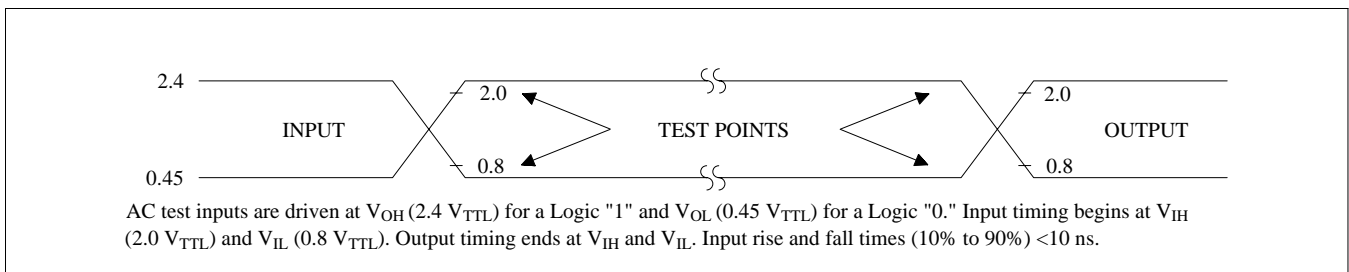 2.4
2.0
2.0
INPUT
TEST POINTS
OUTPUT
0.8
0.8
0.45
AC test inputs are driven at VOH (2.4 VTTL) for a Logic "1" and VOL (0.45 VTTL) for a Logic "0." Input timing begins at VIH
(2.0 VTTL) and VIL (0.8 VTTL). Output timing ends at VIH and VIL. Input rise and fall times (10% to 90%) <10 ns.